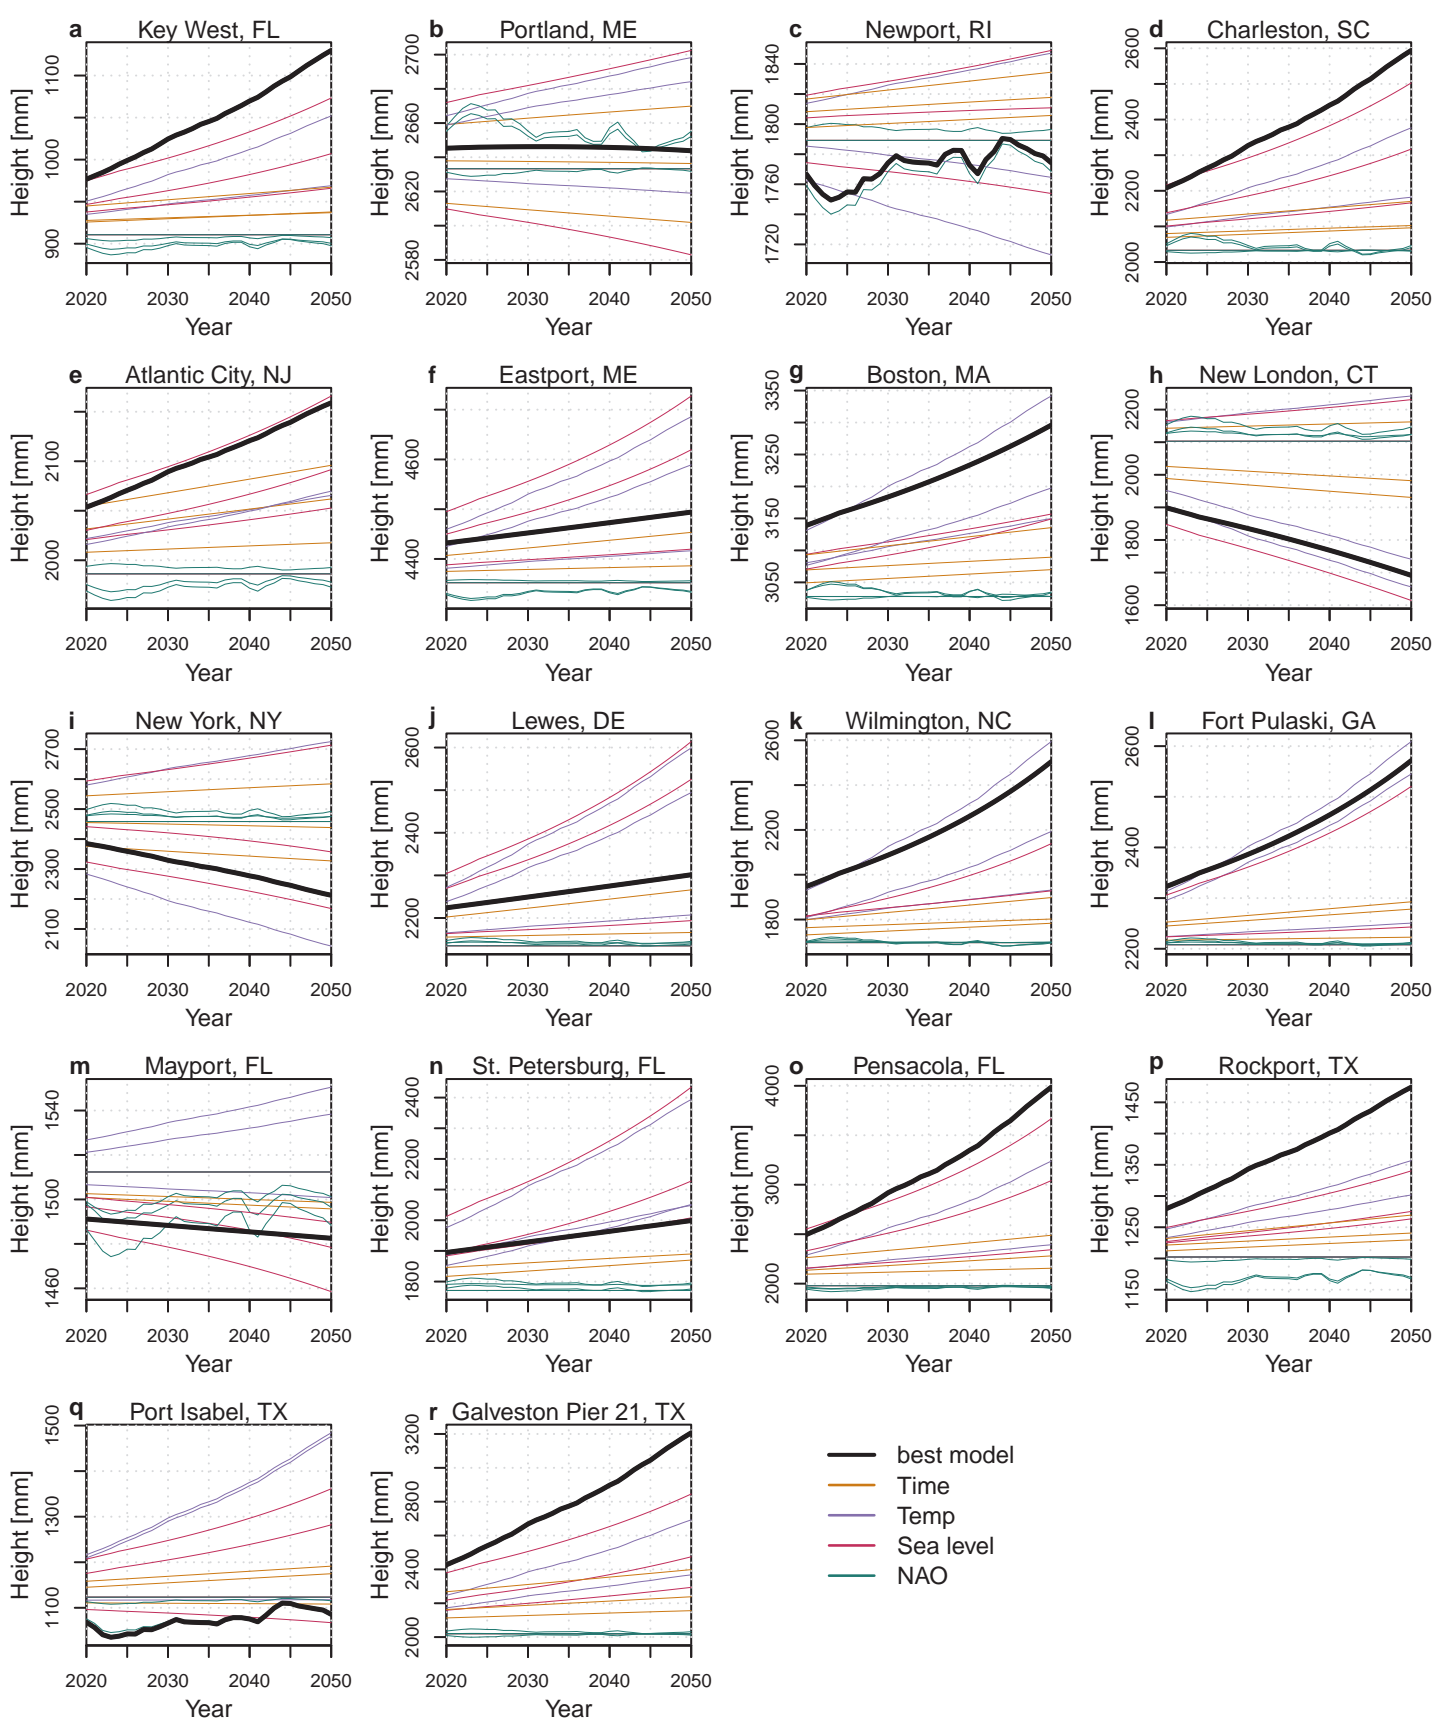 a Key West, FL
Height [mm]
900 1000 1100
2020 2030 2040 2050
Year
b Portland, ME
Height [mm]
2580 2620 2660 2700
2020 2030 2040 2050
Year
c Newport, RI
Height [mm]
1720 1760 1800 1840
2020 2030 2040 2050
Year
d Charleston, SC
Height [mm]
2000 2200 2400 2600
2020 2030 2040 2050
Year
e Atlantic City, NJ
Height [mm]
2000 2100
2020 2030 2040 2050
Year
f Eastport, ME
Height [mm]
4400 4600
2020 2030 2040 2050
Year
g Boston, MA
Height [mm]
3050 3150 3250 3350
2020 2030 2040 2050
Year
h New London, CT
Height [mm]
1600 1800 2000 2200
2020 2030 2040 2050
Year
i New York, NY
Height [mm]
2100 2300 2500 2700
2020 2030 2040 2050
Year
j Lewes, DE
Height [mm]
2200 2400 2600
2020 2030 2040 2050
Year
k Wilmington, NC
Height [mm]
1800 2200 2600
2020 2030 2040 2050
Year
l Fort Pulaski, GA
Height [mm]
2200 2400 2600
2020 2030 2040 2050
Year
m Mayport, FL
Height [mm]
1460 1500 1540
2020 2030 2040 2050
Year
n St. Petersburg, FL
Height [mm]
1800 2000 2200 2400
2020 2030 2040 2050
Year
o Pensacola, FL
Height [mm]
2000 3000 4000
2020 2030 2040 2050
Year
p Rockport, TX
Height [mm]
1150 1250 1350 1450
2020 2030 2040 2050
Year
q Port Isabel, TX
Height [mm]
1100 1300 1500
2020 2030 2040 2050
Year
r Galveston Pier 21, TX
Height [mm]
2000 2400 2800 3200
2020 2030 2040 2050
Year
best model
Time
Temp
Sea level
NAO